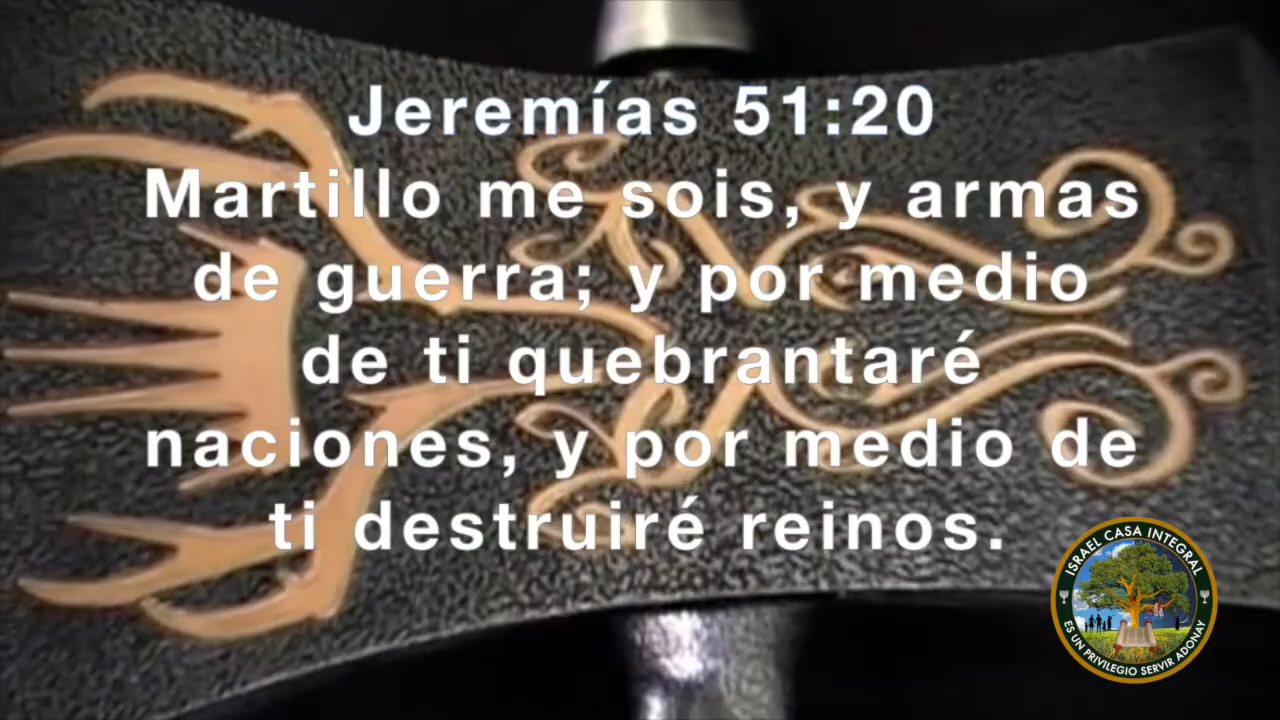 Jeremías 51:20
Martillo me sois, y armas
de guerra; y por medio
de ti quebrantaré
naciones, y por medio de
ti destruiré reinos.
ISRAEL CASA INTEGRAL
ES UN PRIVILEGIO SERVIR ADONAY